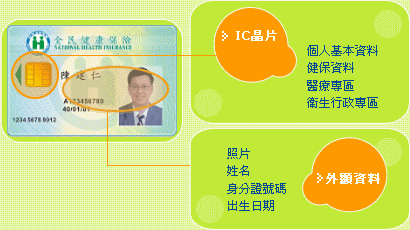 全民健康保險
NATIONAL HEALTH INSURANCE
陳建仁
A123456789
40/01/01
1234 5678 9012
IC晶片
個人基本資料
健保資料
醫療專區
衛生行政專區
照片
姓名
身分證號碼
出生日期
外顯資料